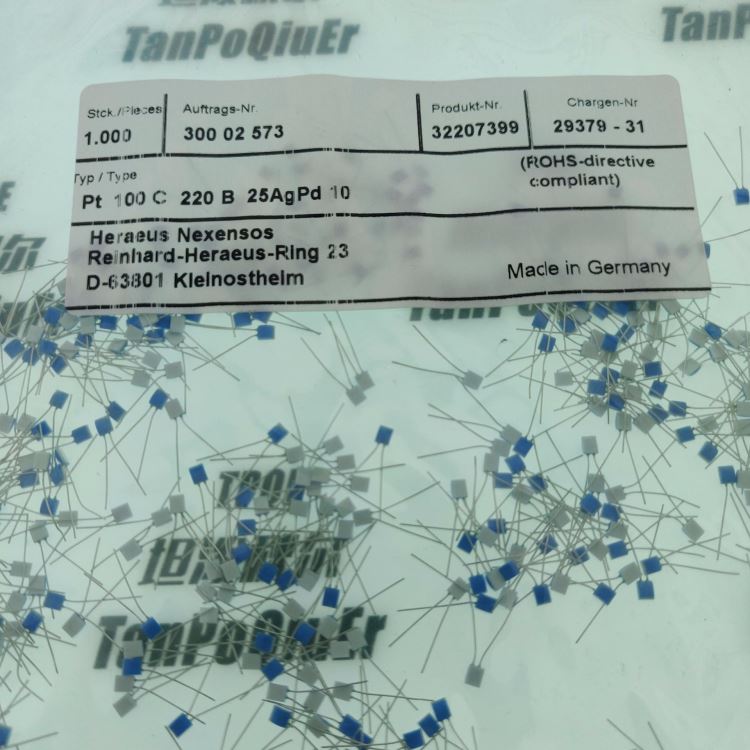 TanPoQiuEr
TanP
Stck./Pieces
1.000
Auftrags-Nr.
300 02 573
Produkt-Nr.
32207399
Chargen-Nr
29379 - 31
(ROHS-directive
compliant)
Typ / Type
Pt 100 C 220 B 25AgPd 10
Heraeus Nexensos
Reinhard-Heraeus-Ring 23
D-63801 Kleinostheim
Made in Germany
TanPoQiuEr